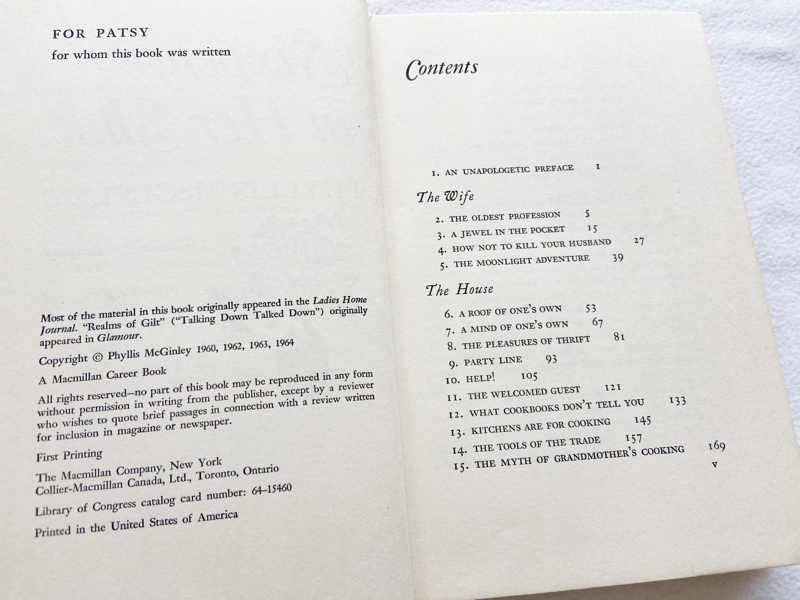 FOR PATSY
for whom this book was written
Most of the material in this book originally appeared in the Ladies Home
Journal. "Realms of Gilt" ("Talking Down Talked Down") originally
appeared in Glamour.
Copyright © Phyllis McGinley 1960, 1962, 1963, 1964
A Macmillan Career Book
All rights reserved—no part of this book may be reproduced in any form
without permission in writing from the publisher, except by a reviewer
who wishes to quote brief passages in connection with a review written
for inclusion in magazine or newspaper.
First Printing
The Macmillan Company, New York
Collier-Macmillan Canada, Ltd., Toronto, Ontario
Library of Congress catalog card number: 64-15460
Printed in the United States of America
Contents
1. AN UNAPOLOGETIC PREFACE 1
The Wife
2. THE OLDEST PROFESSION 5
3. A JEWEL IN THE POCKET 15
4. HOW NOT TO KILL YOUR HUSBAND 27
5. THE MOONLIGHT ADVENTURE 39
The House
6. A ROOF OF ONE'S OWN 53
7. A MIND OF ONE'S OWN 67
8. THE PLEASURES OF THRIFT 81
9. PARTY LINE 93
10. HELP! 105
11. THE WELCOMED GUEST 121
12. WHAT COOKBOOKS DON'T TELL YOU 133
13. KITCHENS ARE FOR COOKING 145
14. THE TOOLS OF THE TRADE 157
15. THE MYTH OF GRANDMOTHER'S COOKING 169
v